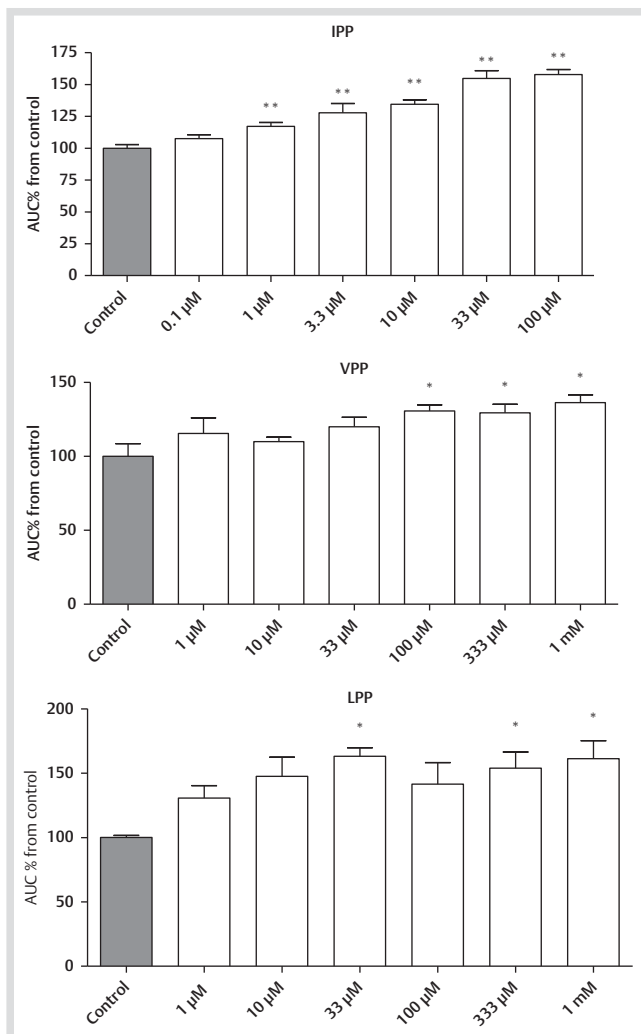 IPP
AUC% from control
175
150
125
100
75
50
25
0
** ** ** ** **
Control 0.1 µM 1 µM 3.3 µM 10 µM 33 µM 100 µM
VPP
AUC% from control
150
100
50
0
* * *
Control 1 µM 10 µM 33 µM 100 µM 333 µM 1 mM
LPP
AUC % from control
200
150
100
50
0
* * *
Control 1 µM 10 µM 33 µM 100 µM 333 µM 1 mM